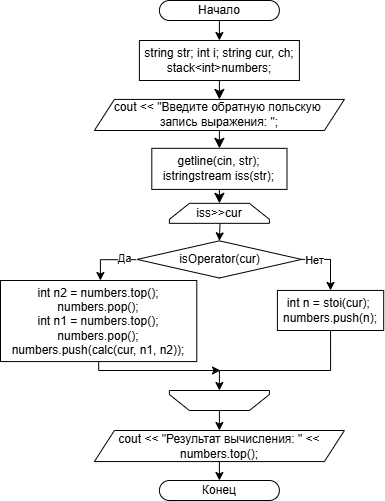 Начало
string str; int i; string cur, ch;
stack<int>numbers;
cout << "Введите обратную польскую
запись выражения: ";
getline(cin, str);
istringstream iss(str);
iss>>cur
isOperator(cur)
Да
Нет
int n2 = numbers.top();
numbers.pop();
int n1 = numbers.top();
numbers.pop();
numbers.push(calc(cur, n1, n2));
int n = stoi(cur);
numbers.push(n);
cout << "Результат вычисления: " <<
numbers.top();
Конец